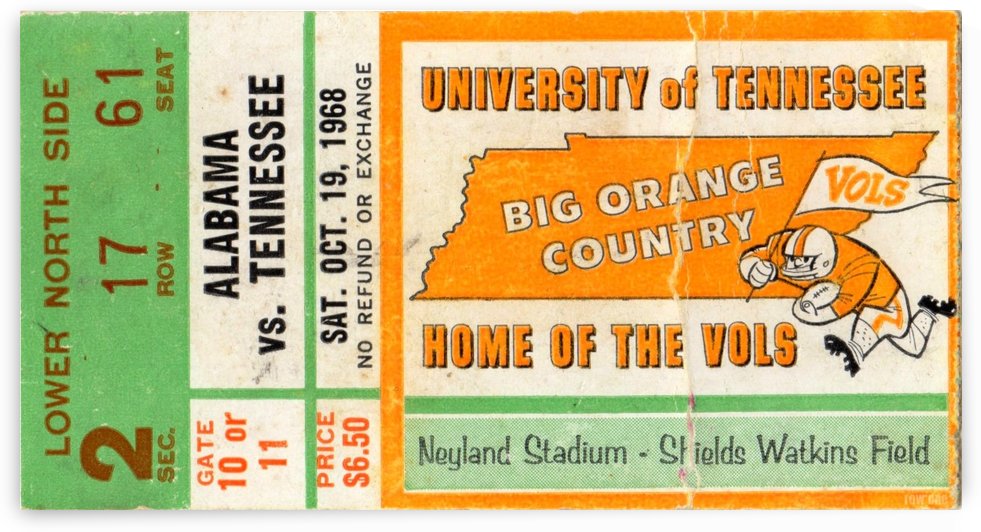 LOWER NORTH SIDE
2 17 - 61
SEC. ROW SEAT
ALABAMA
vs. TENNESSEE
SAT. OCT. 19, 1968
NO REFUND OR EXCHANGE
GATE
10 or
11
PRICE
$6.50
UNIVERSITY of TENNESSEE
BIG ORANGE
COUNTRY
VOLS
HOME OF THE VOLS
Neyland Stadium - Shields Watkins Field
row one